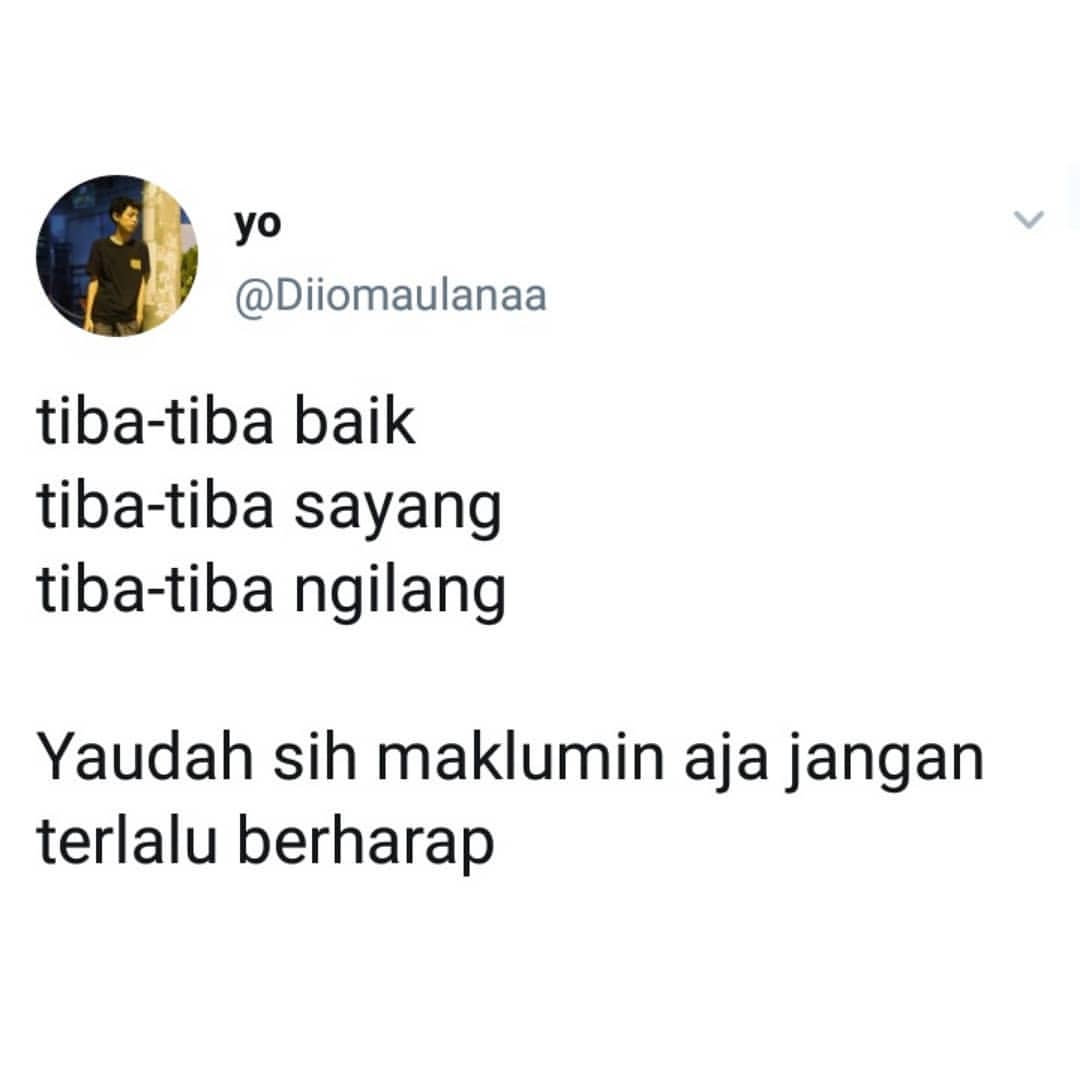 yo
@Diiomaulanaa
tiba-tiba baik
tiba-tiba sayang
tiba-tiba ngilang
Yaudah sih maklumin aja jangan
terlalu berharap